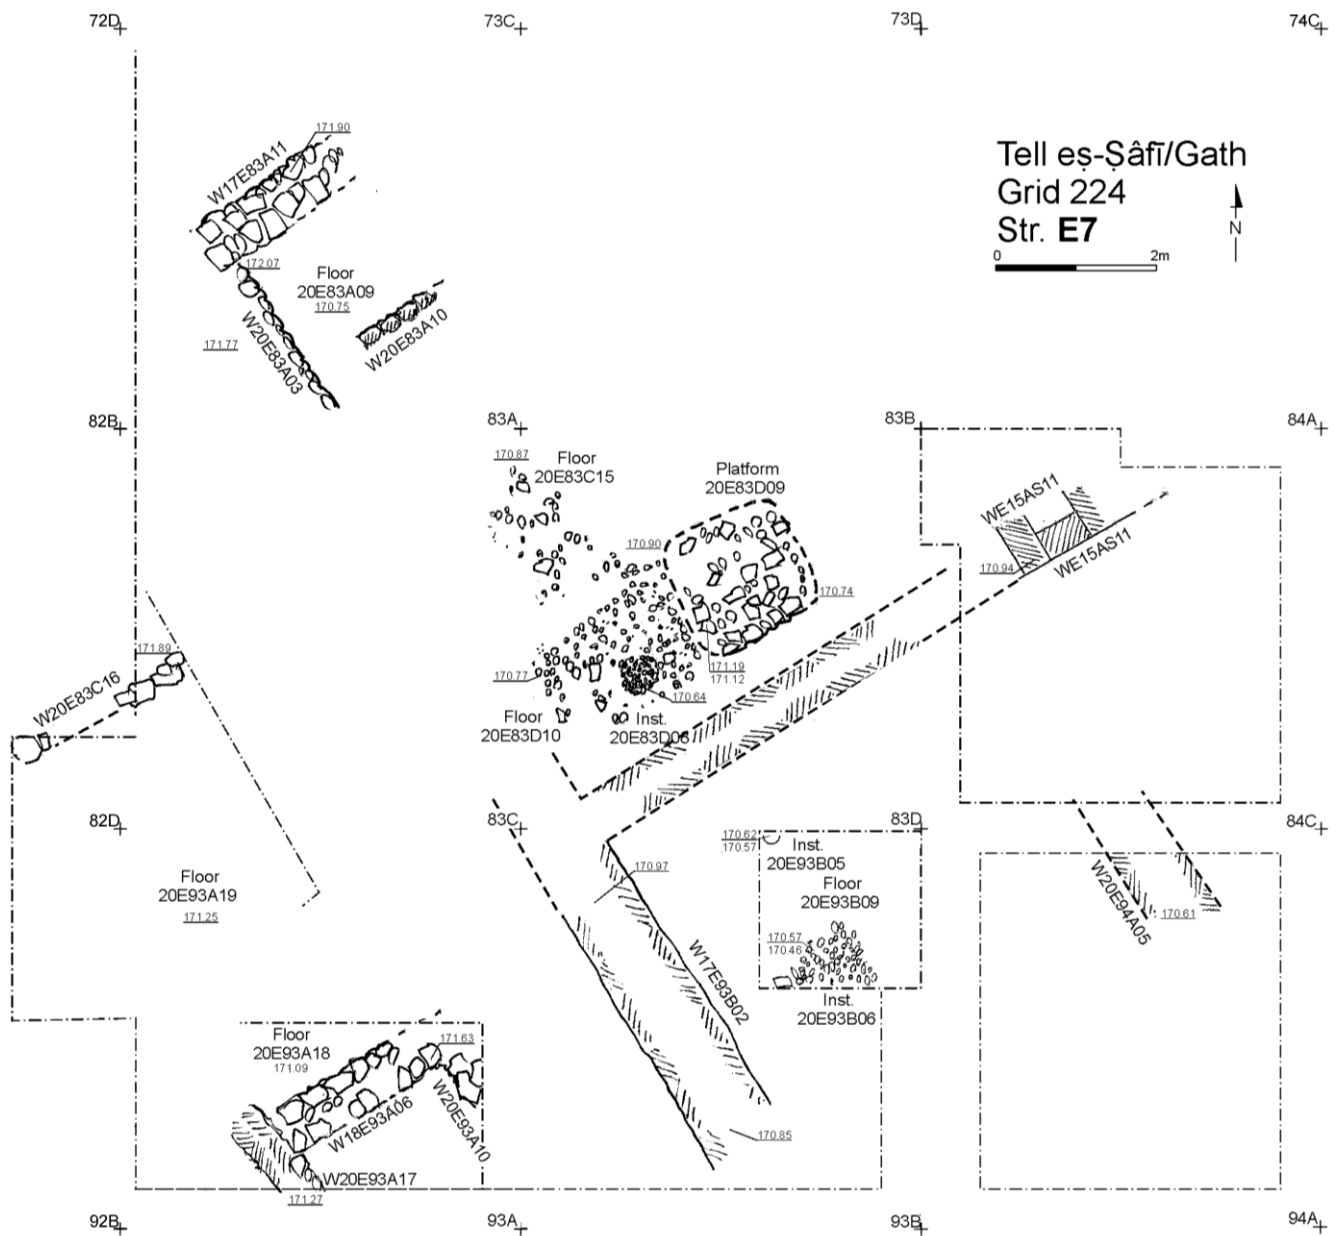 72D
73C
73D
74C
Tell eṣ-Ṣâfī/Gath
Grid 224
Str. E7
N
0 2m
171.90
W17E83A11
172.07
Floor
20E83A09
170.75
171.77
W20E83A03
W20E83A10
82B
83A
83B
84A
170.87
Floor
20E83C15
Platform
20E83D09
WE15AS11
WE15AS11
170.94
170.90
170.74
171.89
W20E83C16
170.77
171.19
171.12
170.64
Floor
20E83D10
Inst.
20E83D06
82D
83C
83D
84C
170.62
170.57
Inst.
20E93B05
Floor
20E93B09
170.97
Floor
20E93A19
171.25
W20E94A05
170.61
170.57
170.46
W17E93B02
Inst.
20E93B06
Floor
20E93A18
171.09
171.63
W18E93A06
W20E93A10
170.85
W20E93A17
171.27
92B
93A
93B
94A